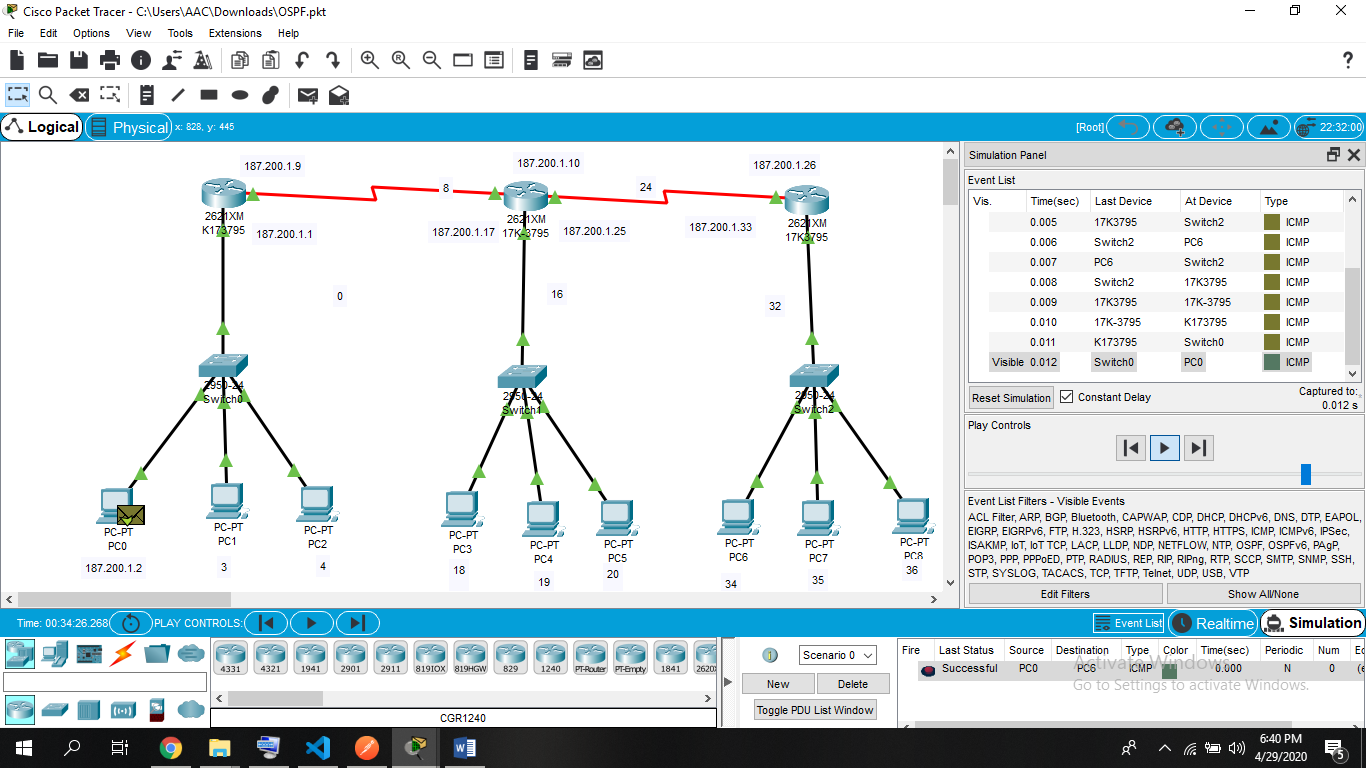 Cisco Packet Tracer - C:\Users\AAC\Downloads\OSPF.pkt
File Edit Options View Tools Extensions Help
Logical Physical x: 828, y: 445 [Root] 22:32:00
187.200.1.9 187.200.1.10 187.200.1.26
8 24
2621XM 2621XM 2621XM
K173795 17K-3795 17K3795
187.200.1.1 187.200.1.17 187.200.1.25 187.200.1.33
0 16 32
2950-24 2950-24 2950-24
Switch0 Switch1 Switch2
PC-PT PC-PT PC-PT PC-PT PC-PT PC-PT PC-PT PC-PT PC-PT
PC0 PC1 PC2 PC3 PC4 PC5 PC6 PC7 PC8
187.200.1.2 3 4 18 19 20 34 35 36
Simulation Panel
Event List
Vis. Time(sec) Last Device At Device Type
0.005 17K3795 Switch2 ICMP
0.006 Switch2 PC6 ICMP
0.007 PC6 Switch2 ICMP
0.008 Switch2 17K3795 ICMP
0.009 17K3795 17K-3795 ICMP
0.010 17K-3795 K173795 ICMP
0.011 K173795 Switch0 ICMP
Visible 0.012 Switch0 PC0 ICMP
Reset Simulation Constant Delay Captured to:
0.012 s
Play Controls
Event List Filters - Visible Events
ACL Filter, ARP, BGP, Bluetooth, CAPWAP, CDP, DHCP, DHCPv6, DNS, DTP, EAPOL,
EIGRP, EIGRPv6, FTP, H.323, HSRP, HSRPv6, HTTP, HTTPS, ICMP, ICMPv6, IPSec,
ISAKMP, IoT, IoT TCP, LACP, LLDP, NDP, NETFLOW, NTP, OSPF, OSPFv6, PAgP,
POP3, PPP, PPPoED, PTP, RADIUS, REP, RIP, RIPng, RTP, SCCP, SMTP, SNMP, SSH,
STP, SYSLOG, TACACS, TCP, TFTP, Telnet, UDP, USB, VTP
Edit Filters Show All/None
Time: 00:34:26.268 PLAY CONTROLS: Event List Realtime Simulation
4331 4321 1941 2901 2911 819IOX 819HGW 829 1240 PT-Router PT-Empty 1841 2620X
CGR1240
Scenario 0
New Delete
Toggle PDU List Window
Fire Last Status Source Destination Type Color Time(sec) Periodic Num Ed
Successful PC0 PC6 ICMP 0.000 N 0 (e
Activate Windows
Go to Settings to activate Windows.
6:40 PM
4/29/2020
5